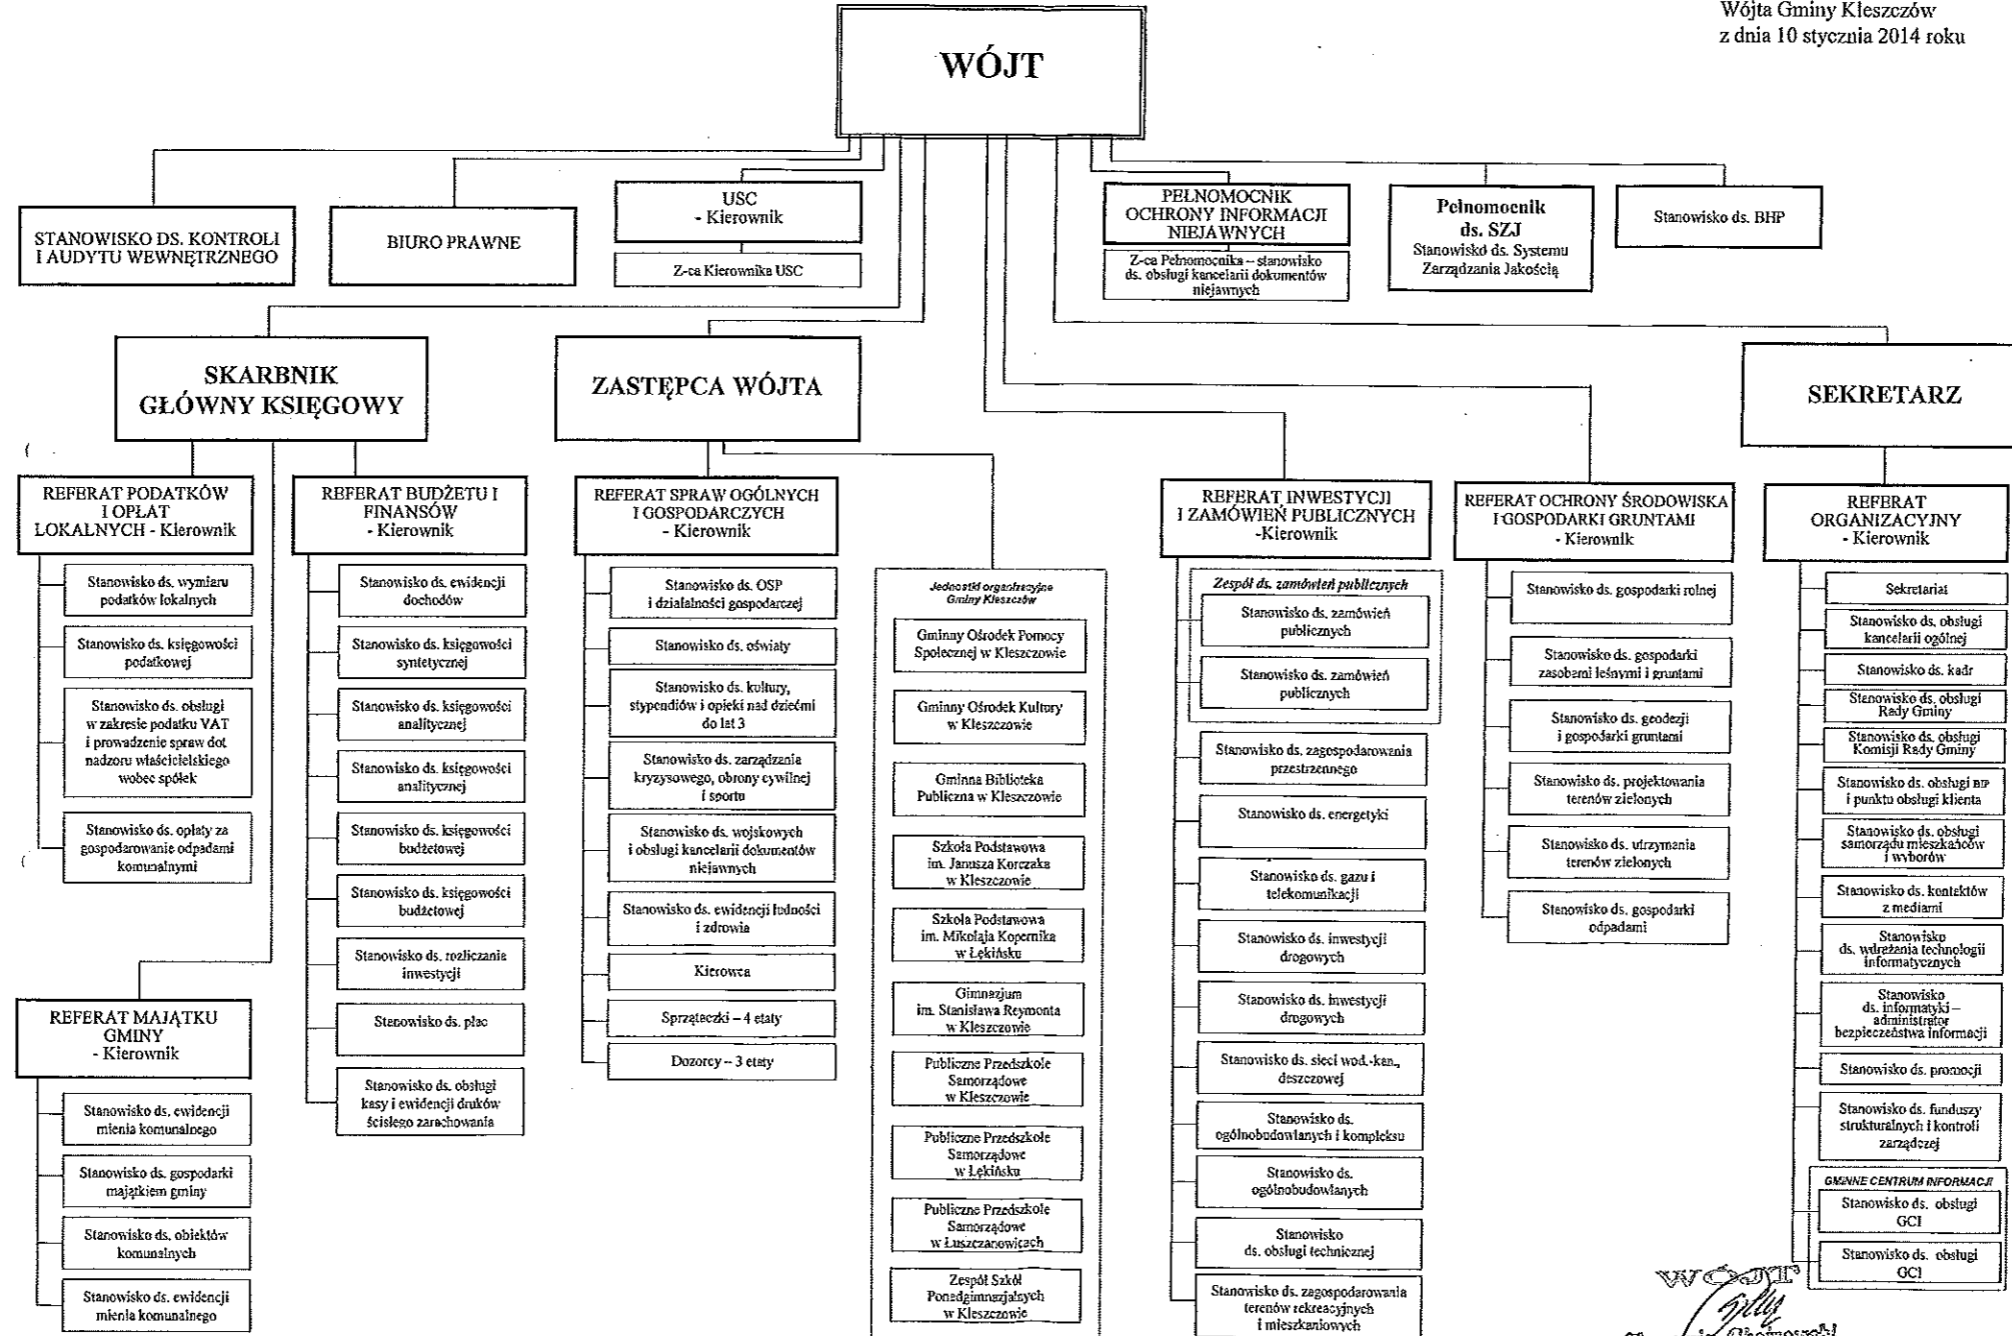 Wójta Gminy Kleszczów
z dnia 10 stycznia 2014 roku
WÓJT
STANOWISKO DS. KONTROLI
I AUDYTU WEWNĘTRZNEGO
BIURO PRAWNE
USC
- Kierownik
Z-ca Kierownika USC
PEŁNOMOCNIK
OCHRONY INFORMACJI
NIEJAWNYCH
Z-ca Pełnomocnika – stanowisko
ds. obsługi kancelarii dokumentów
niejawnych
Pełnomocnik
ds. SZJ
Stanowisko ds. Systemu
Zarządzania Jakością
Stanowisko ds. BHP
SKARBNIK
GŁÓWNY KSIĘGOWY
ZASTĘPCA WÓJTA
SEKRETARZ
REFERAT PODATKÓW
I OPŁAT
LOKALNYCH - Kierownik
Stanowisko ds. wymiaru
podatków lokalnych
Stanowisko ds. księgowości
podatkowej
Stanowisko ds. obsługi
w zakresie podatku VAT
i prowadzenie spraw dot.
nadzoru właścicielskiego
wobec spółek
Stanowisko ds. opłaty za
gospodarowanie odpadami
komunalnymi
REFERAT MAJĄTKU
GMINY
- Kierownik
Stanowisko ds. ewidencji
mienia komunalnego
Stanowisko ds. gospodarki
majątkiem gminy
Stanowisko ds. obiektów
komunalnych
Stanowisko ds. ewidencji
mienia komunalnego
REFERAT BUDŻETU I
FINANSÓW
- Kierownik
Stanowisko ds. ewidencji
dochodów
Stanowisko ds. księgowości
syntetycznej
Stanowisko ds. księgowości
analitycznej
Stanowisko ds. księgowości
analitycznej
Stanowisko ds. księgowości
budżetowej
Stanowisko ds. księgowości
budżetowej
Stanowisko ds. rozliczania
inwestycji
Stanowisko ds. płac
Stanowisko ds. obsługi
kasy i ewidencji druków
ścisłego zarachowania
REFERAT SPRAW OGÓLNYCH
I GOSPODARCZYCH
- Kierownik
Stanowisko ds. OSP
i działalności gospodarczej
Stanowisko ds. oświaty
Stanowisko ds. kultury,
stypendiów i opieki nad dziećmi
do lat 3
Stanowisko ds. zarządzania
kryzysowego, obrony cywilnej
i sportu
Stanowisko ds. wojskowych
i obsługi kancelarii dokumentów
niejawnych
Stanowisko ds. ewidencji ludności
i zdrowia
Kierowca
Sprzątaczki – 4 etaty
Dozorcy – 3 etaty
Jednostki organizacyjne
Gminy Kleszczów
Gminny Ośrodek Pomocy
Społecznej w Kleszczowie
Gminny Ośrodek Kultury
w Kleszczowie
Gminna Biblioteka
Publiczna w Kleszczowie
Szkoła Podstawowa
im. Janusza Korczaka
w Kleszczowie
Szkoła Podstawowa
im. Mikołaja Kopernika
w Łękińsku
Gimnazjum
im. Stanisława Reymonta
w Kleszczowie
Publiczne Przedszkole
Samorządowe
w Kleszczowie
Publiczne Przedszkole
Samorządowe
w Łękińsku
Publiczne Przedszkole
Samorządowe
w Łuszczanowicach
Zespół Szkół
Ponadgimnazjalnych
w Kleszczowie
REFERAT INWESTYCJI
I ZAMÓWIEŃ PUBLICZNYCH
-Kierownik
Zespół ds. zamówień publicznych
Stanowisko ds. zamówień
publicznych
Stanowisko ds. zamówień
publicznych
Stanowisko ds. zagospodarowania
przestrzennego
Stanowisko ds. energetyki
Stanowisko ds. gazu i
telekomunikacji
Stanowisko ds. inwestycji
drogowych
Stanowisko ds. inwestycji
drogowych
Stanowisko ds. sieci wod.-kan.,
deszczowej
Stanowisko ds.
ogólnobudowlanych i kompleksu
Stanowisko ds.
ogólnobudowlanych
Stanowisko
ds. obsługi technicznej
Stanowisko ds. zagospodarowania
terenów rekreacyjnych
i mieszkaniowych
REFERAT OCHRONY ŚRODOWISKA
I GOSPODARKI GRUNTAMI
- Kierownik
Stanowisko ds. gospodarki rolnej
Stanowisko ds. gospodarki
zasobami leśnymi i gruntami
Stanowisko ds. geodezji
i gospodarki gruntami
Stanowisko ds. projektowania
terenów zielonych
Stanowisko ds. utrzymania
terenów zielonych
Stanowisko ds. gospodarki
odpadami
REFERAT
ORGANIZACYJNY
- Kierownik
Sekretariat
Stanowisko ds. obsługi
kancelarii ogólnej
Stanowisko ds. kadr
Stanowisko ds. obsługi
Rady Gminy
Stanowisko ds. obsługi
Komisji Rady Gminy
Stanowisko ds. obsługi BIP
i punktu obsługi klienta
Stanowisko ds. obsługi
samorządu mieszkańców
i wyborów
Stanowisko ds. kontaktów
z mediami
Stanowisko
ds. wdrażania technologii
informatycznych
Stanowisko
ds. informatyki –
administrator
bezpieczeństwa informacji
Stanowisko ds. promocji
Stanowisko ds. funduszy
strukturalnych i kontroli
zarządczej
GMINNE CENTRUM INFORMACJI
Stanowisko ds. obsługi
GCI
Stanowisko ds. obsługi
GCI
WÓJT